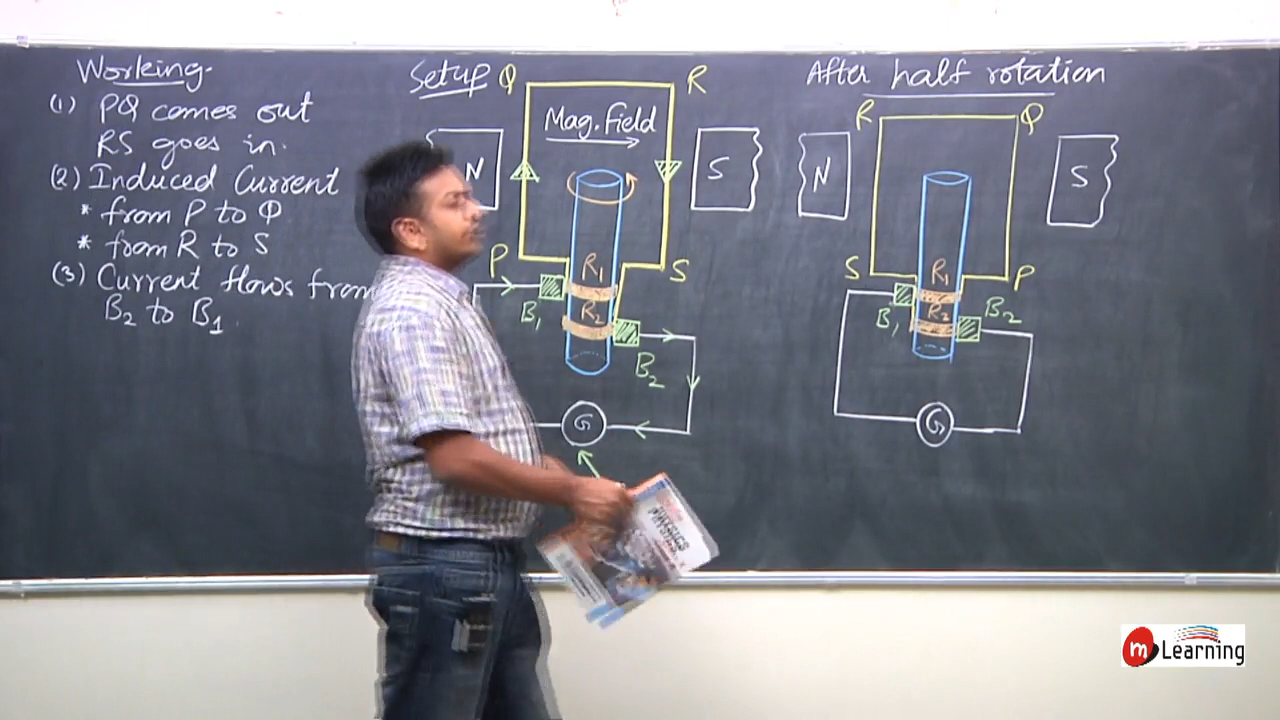 Working-
(1) PQ comes out
RS goes in.
(2) Induced Current
* from P to Q
* from R to S
(3) Current flows from
B2 to B1.
Setup
Q
R
Mag. Field
N
S
P
S
R1
R2
B1
B2
G
After half rotation
R
Q
N
S
S
P
R1
R2
B1
B2
G
PHYSICS
m Learning